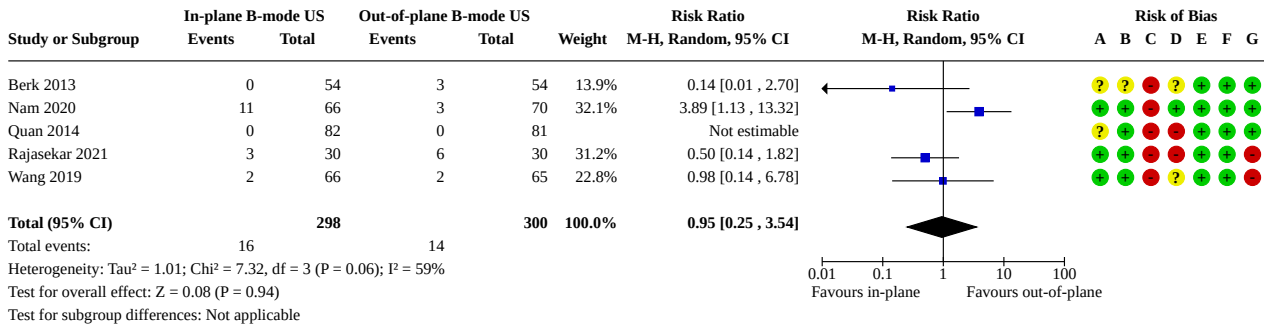 In-plane B-mode US Out-of-plane B-mode US Risk Ratio Risk Ratio Risk of Bias
Study or Subgroup Events Total Events Total Weight M-H, Random, 95% CI M-H, Random, 95% CI A B C D E F G
Berk 2013 0 54 3 54 13.9% 0.14 [0.01 , 2.70] ? ? - ? + + +
Nam 2020 11 66 3 70 32.1% 3.89 [1.13 , 13.32] + + - + + + +
Quan 2014 0 82 0 81 Not estimable ? + - - + + +
Rajasekar 2021 3 30 6 30 31.2% 0.50 [0.14 , 1.82] + + - - + + -
Wang 2019 2 66 2 65 22.8% 0.98 [0.14 , 6.78] + + - ? + + -
Total (95% CI) 298 300 100.0% 0.95 [0.25 , 3.54]
Total events: 16 14
Heterogeneity: Tau² = 1.01; Chi² = 7.32, df = 3 (P = 0.06); I² = 59%
0.01 0.1 1 10 100
Test for overall effect: Z = 0.08 (P = 0.94)
Favours in-plane Favours out-of-plane
Test for subgroup differences: Not applicable